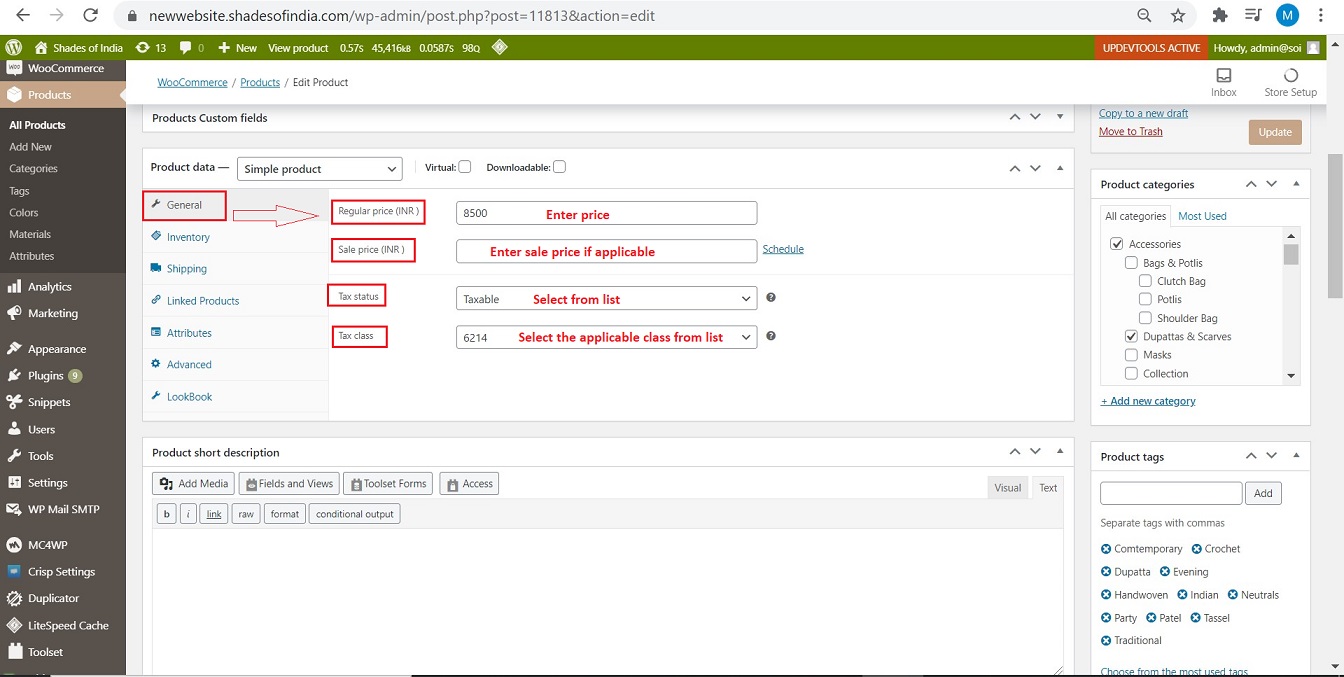 newwebsite.shadesofindia.com/wp-admin/post.php?post=11813&action=edit
M
Shades of India 13 0 New View product 0.57s 45,416KB 0.0587s 98Q
UPDEVTOOLS ACTIVE Howdy, admin@soi
WooCommerce
Products
All Products
Add New
Categories
Tags
Colors
Materials
Attributes
Analytics
Marketing
Appearance
Plugins 9
Snippets
Users
Tools
Settings
WP Mail SMTP
MC4WP
Crisp Settings
Duplicator
LiteSpeed Cache
Toolset
WooCommerce / Products / Edit Product
Inbox
Store Setup
Products Custom fields
Product data — Simple product Virtual: Downloadable:
General
Inventory
Shipping
Linked Products
Attributes
Advanced
LookBook
Regular price (INR ) 8500 Enter price
Sale price (INR ) Enter sale price if applicable Schedule
Tax status Taxable Select from list
Tax class 6214 Select the applicable class from list
Product short description
Add Media Fields and Views Toolset Forms Access
Visual Text
b i link raw format conditional output
Copy to a new draft
Move to Trash
Update
Product categories
All categories Most Used
Accessories
Bags & Potlis
Clutch Bag
Potlis
Shoulder Bag
Dupattas & Scarves
Masks
Collection
+ Add new category
Product tags
Add
Separate tags with commas
Comtemporary Crochet
Dupatta Evening
Handwoven Indian Neutrals
Party Patel Tassel
Traditional
Choose from the most used tags